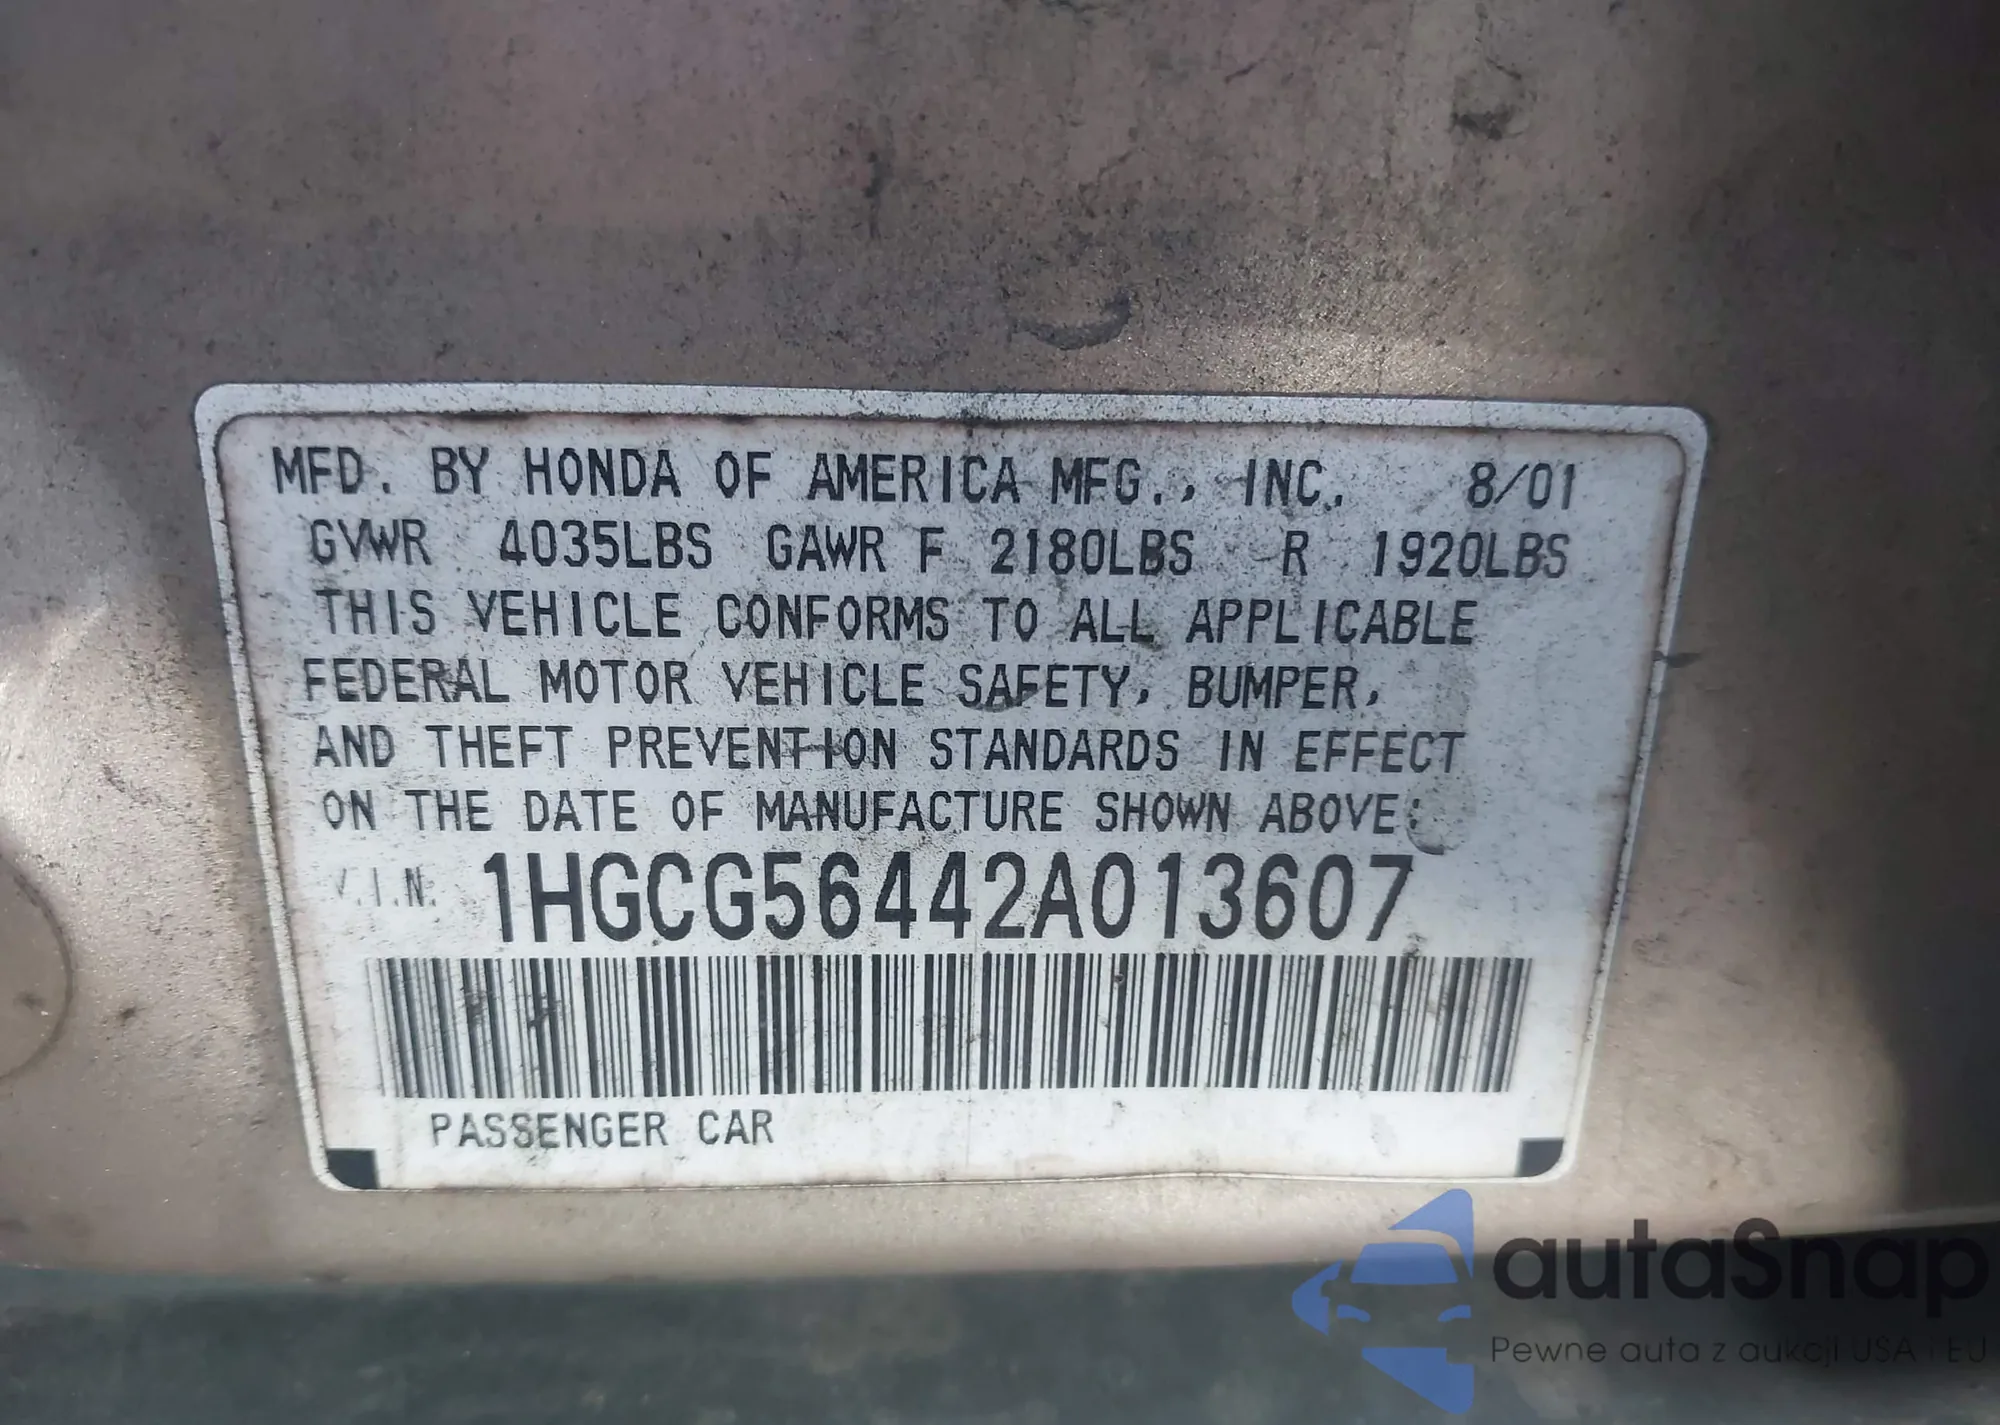 MFD. BY HONDA OF AMERICA MFG., INC. 8/01
GVWR 4035LBS GAWR F 2180LBS R 1920LBS
THIS VEHICLE CONFORMS TO ALL APPLICABLE
FEDERAL MOTOR VEHICLE SAFETY, BUMPER,
AND THEFT PREVENTION STANDARDS IN EFFECT
ON THE DATE OF MANUFACTURE SHOWN ABOVE:
V.I.N. 1HGCG56442A013607
PASSENGER CAR
autaSnap
Pewne auta z aukcji USA i EU